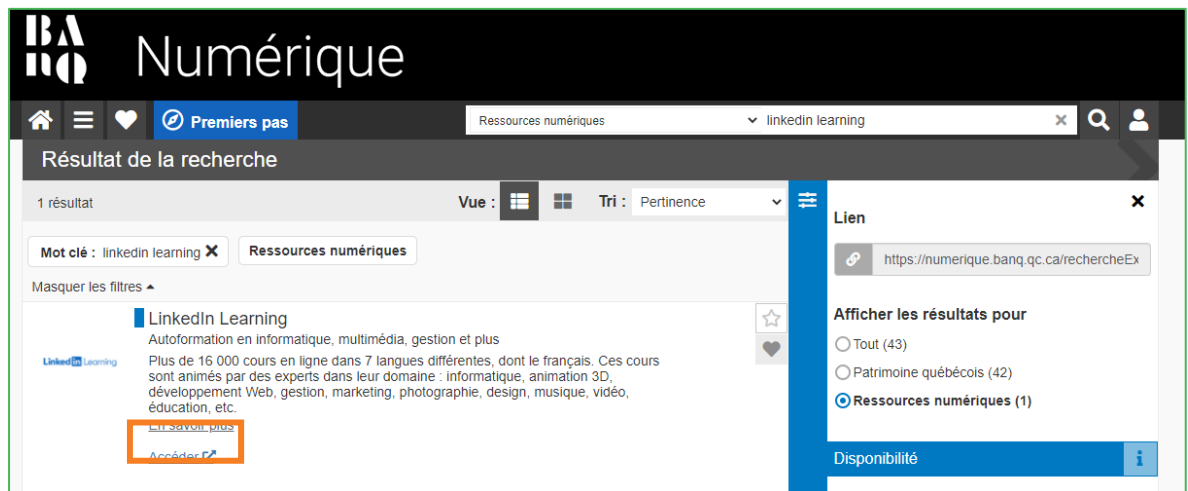 BAnQ
Numérique
Premiers pas
Ressources numériques
linkedin learning
Résultat de la recherche
1 résultat
Vue :
Tri :
Pertinence
Mot clé : linkedin learning
Ressources numériques
Masquer les filtres
LinkedIn Learning
Autoformation en informatique, multimédia, gestion et plus
LinkedIn Learning
Plus de 16 000 cours en ligne dans 7 langues différentes, dont le français. Ces cours
sont animés par des experts dans leur domaine : informatique, animation 3D,
développement Web, gestion, marketing, photographie, design, musique, vidéo,
éducation, etc.
En savoir plus
Accéder
Lien
https://numerique.banq.qc.ca/rechercheEx
Afficher les résultats pour
Tout (43)
Patrimoine québécois (42)
Ressources numériques (1)
Disponibilité
i